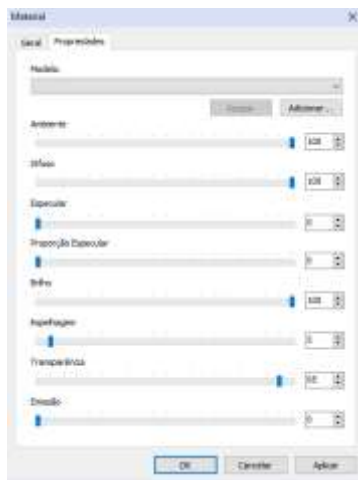 Material
Geral Propriedades
Modelo
Adicionar...
Ambiente
100
Difuso
100
Especular
0
Proporção Especular
0
Brilho
100
Espelhagem
5
Transparência
Emissão
0
OK Cancelar Aplicar